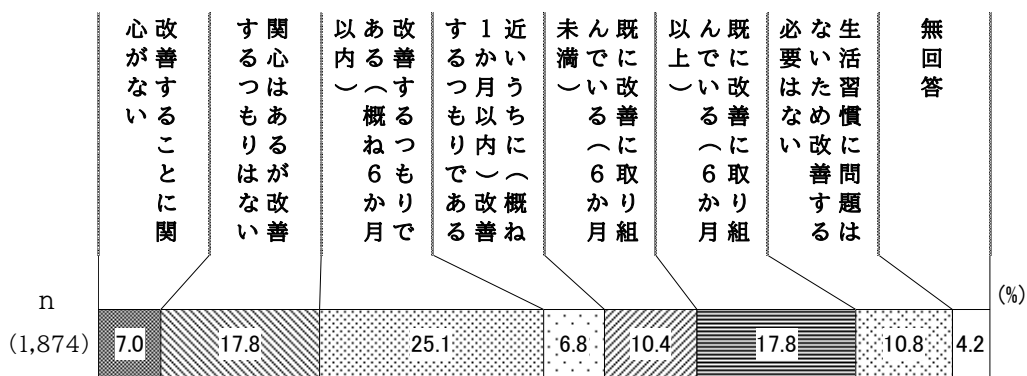 改善することに関
心がない
関心はあるが改善
するつもりはない
改善するつもりで
ある（概ね６か月
以内）
近いうちに（概ね
１か月以内）改善
するつもりである
既に改善に取り組
んでいる（６か月
未満）
既に改善に取り組
んでいる（６か月
以上）
生活習慣に問題は
ないため改善する
必要はない
無回答
n
(%)
(1,874)
7.0
17.8
25.1
6.8
10.4
17.8
10.8
4.2